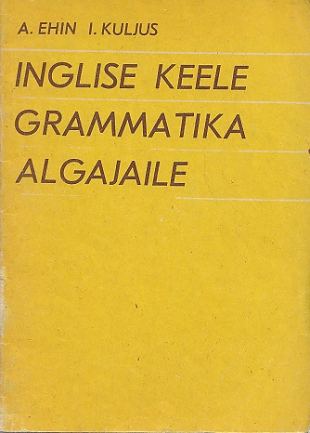 A. EHIN I. KULJUS
INGLISE KEELE
GRAMMATIKA
ALGAJAILE